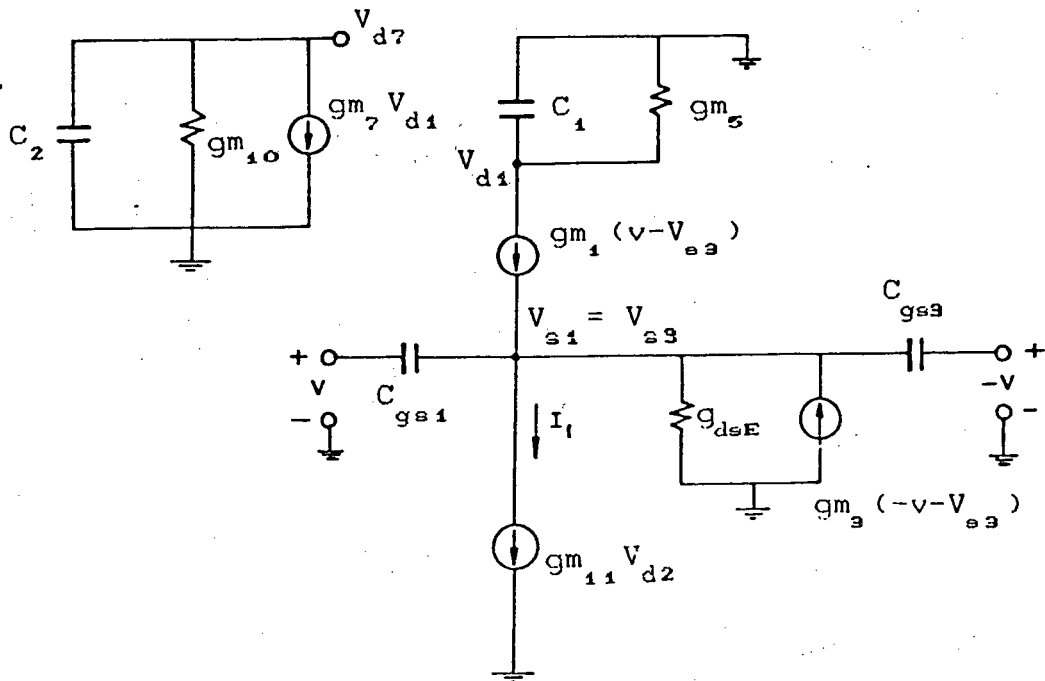 V_d7
C_2
gm_10
gm_7 V_d1
C_1
gm_5
V_d1
gm_1 (v-V_s3)
V_s1 = V_s3
C_gs3
+
v
-
C_gs1
I_1
g_dsE
+
-v
-
gm_3 (-v-V_s3)
gm_11 V_d2